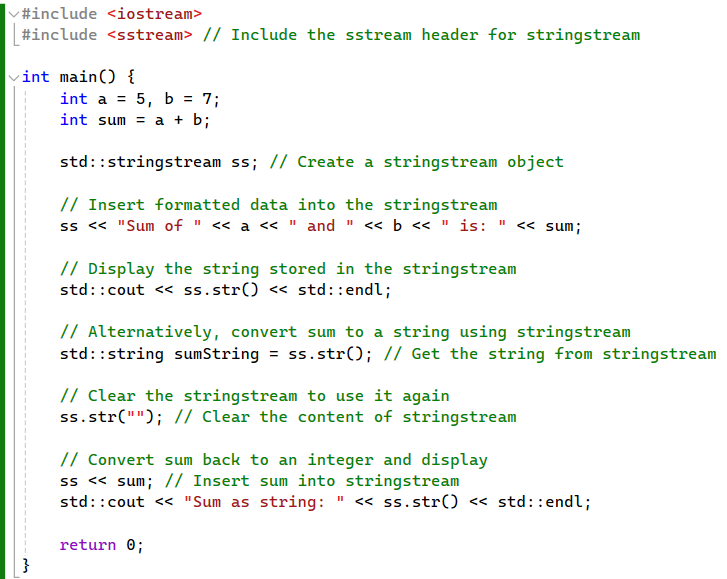 #include <iostream>
#include <sstream> // Include the sstream header for stringstream
int main() {
    int a = 5, b = 7;
    int sum = a + b;
    std::stringstream ss; // Create a stringstream object
    // Insert formatted data into the stringstream
    ss << "Sum of " << a << " and " << b << " is: " << sum;
    // Display the string stored in the stringstream
    std::cout << ss.str() << std::endl;
    // Alternatively, convert sum to a string using stringstream
    std::string sumString = ss.str(); // Get the string from stringstream
    // Clear the stringstream to use it again
    ss.str(""); // Clear the content of stringstream
    // Convert sum back to an integer and display
    ss << sum; // Insert sum into stringstream
    std::cout << "Sum as string: " << ss.str() << std::endl;
    return 0;
}